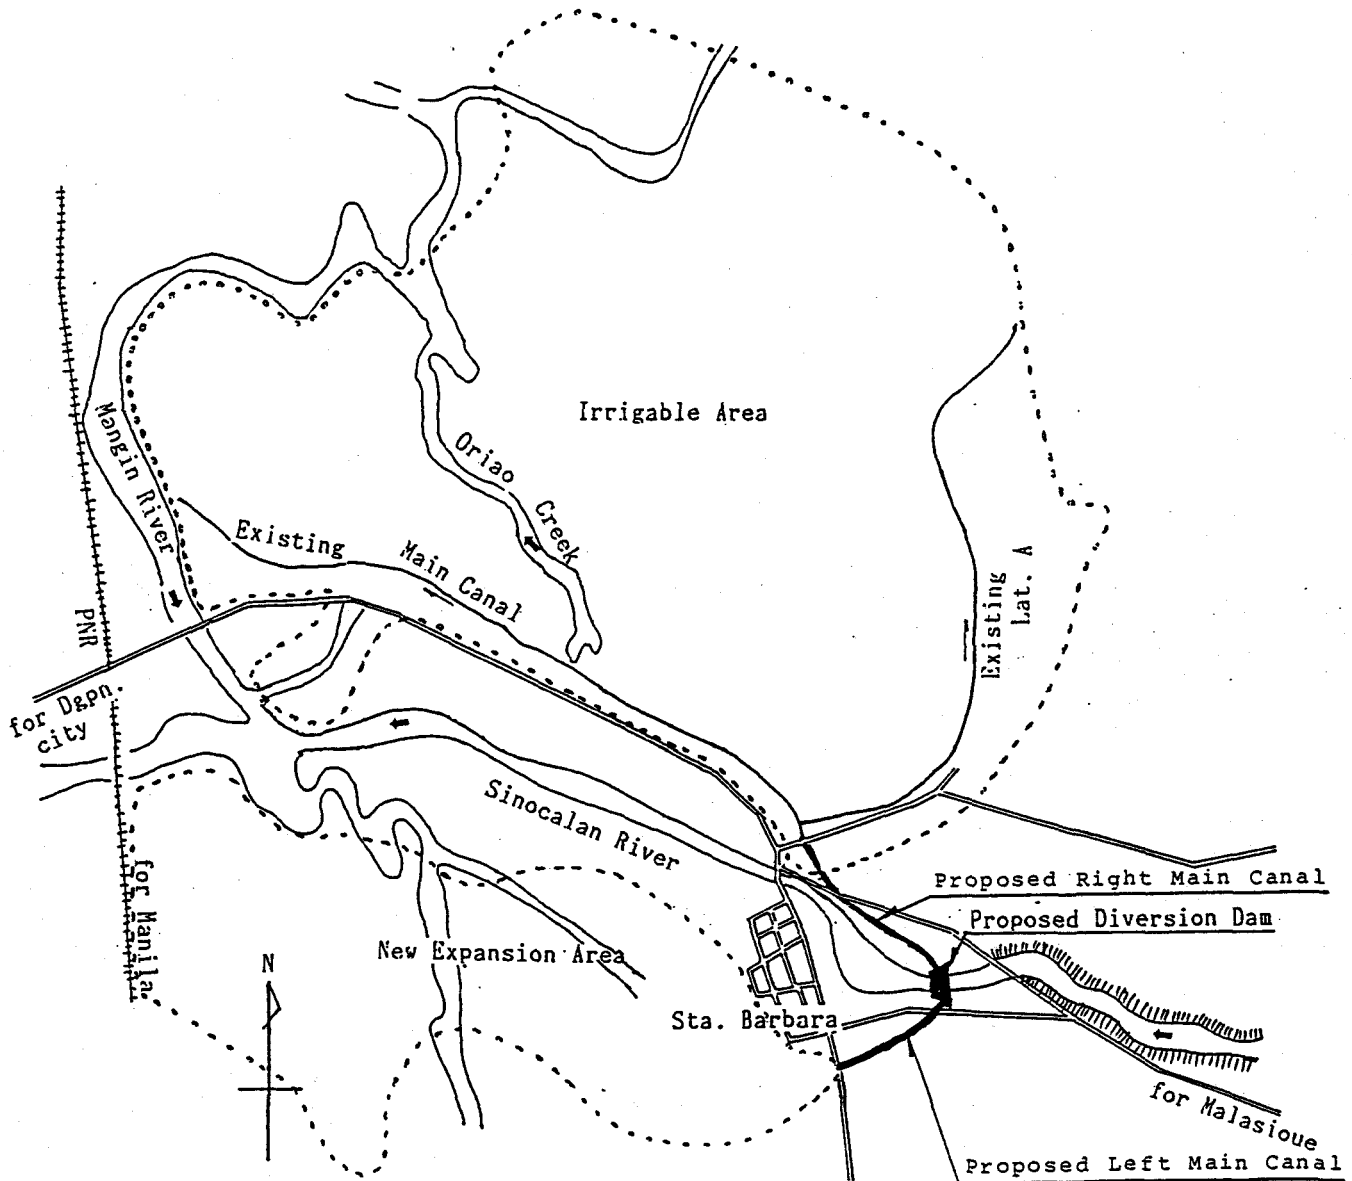 Irrigable Area
Mangin River
Oriao Creek
Existing Main Canal
Existing Lat. A
PNR
for Dgpn. city
Sinocalan River
for Manila.
Proposed Right Main Canal
Proposed Diversion Dam
New Expansion Area
N
Sta. Barbara
for Malasioue
Proposed Left Main Canal